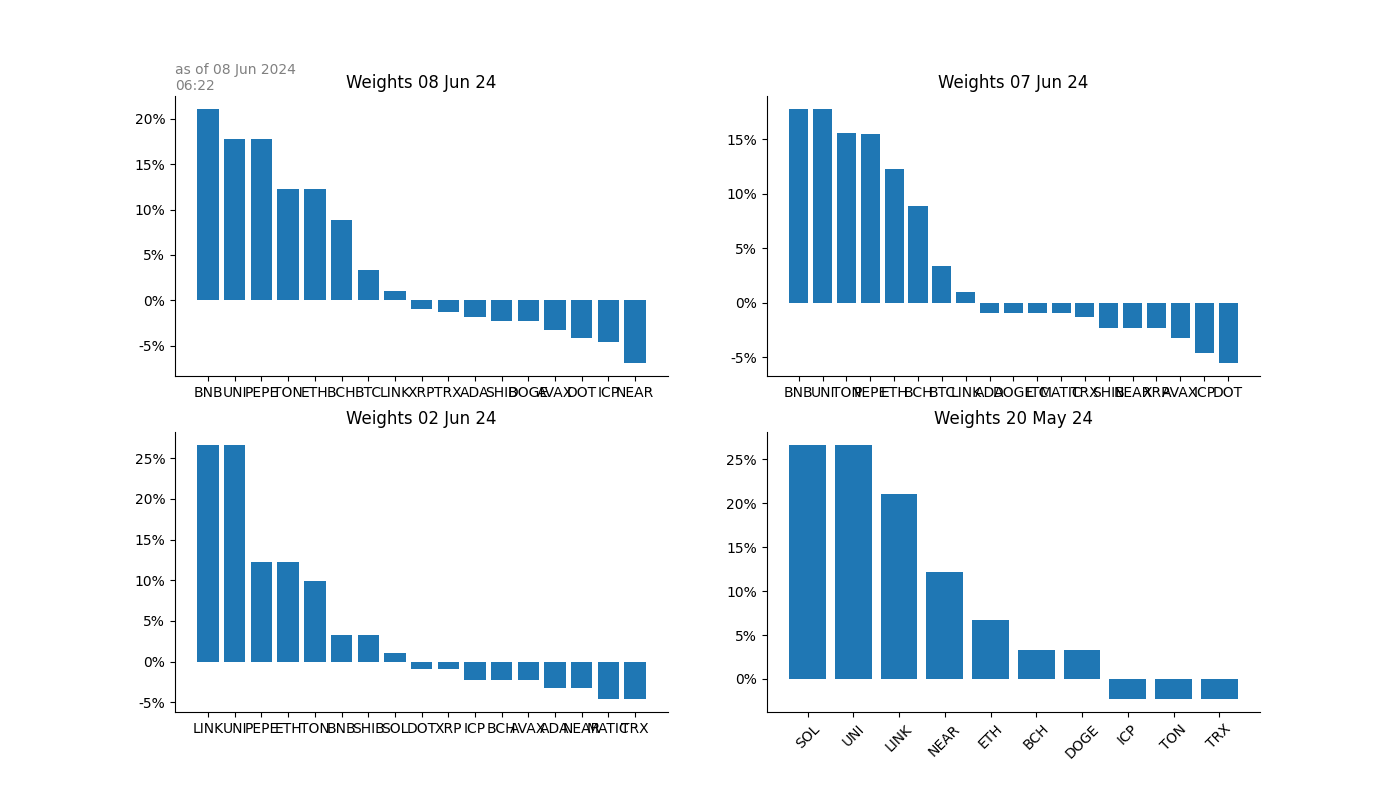 as of 08 Jun 2024
06:22
Weights 08 Jun 24
20%
15%
10%
5%
0%
-5%
BNB UNI PEPE TON ETH BCH BTC LINK XRP TRX ADA SHIB DOGE AVAX DOT ICP NEAR
Weights 07 Jun 24
15%
10%
5%
0%
-5%
BNB UNI TON PEPE ETH BCH BTC LINK ADA DOGE ETC MATIC TRX SHIB NEAR XRP AVAX ICP DOT
Weights 02 Jun 24
25%
20%
15%
10%
5%
0%
-5%
LINK UNI PEPE ETH TON BNB SHIB SOL DOT XRP ICP BCH AVAX ADA NEAR MATIC TRX
Weights 20 May 24
25%
20%
15%
10%
5%
0%
SOL UNI LINK NEAR ETH BCH DOGE ICP TON TRX